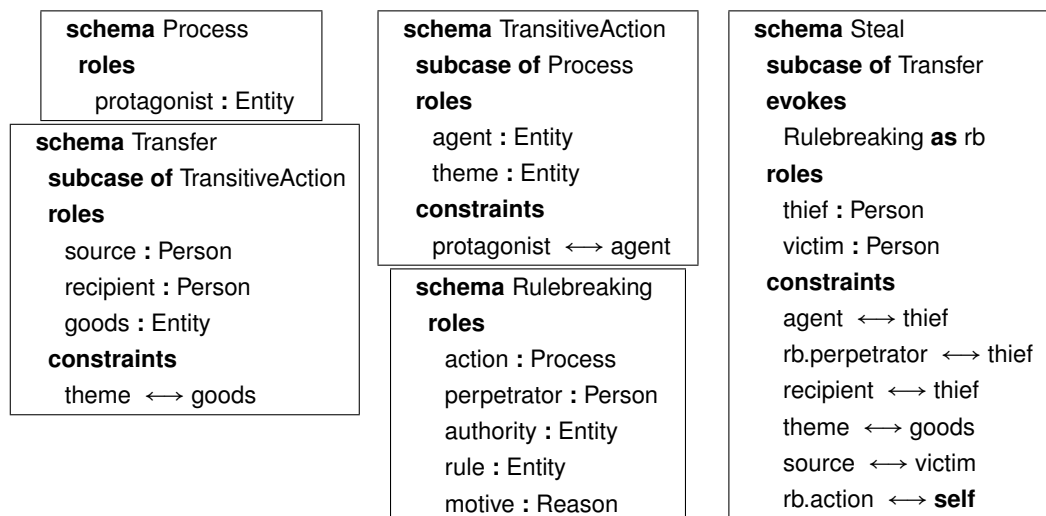 schema Process
roles
protagonist : Entity
schema Transfer
subcase of TransitiveAction
roles
source : Person
recipient : Person
goods : Entity
constraints
theme ⟷ goods
schema TransitiveAction
subcase of Process
roles
agent : Entity
theme : Entity
constraints
protagonist ⟷ agent
schema Rulebreaking
roles
action : Process
perpetrator : Person
authority : Entity
rule : Entity
motive : Reason
schema Steal
subcase of Transfer
evokes
Rulebreaking as rb
roles
thief : Person
victim : Person
constraints
agent ⟷ thief
rb.perpetrator ⟷ thief
recipient ⟷ thief
theme ⟷ goods
source ⟷ victim
rb.action ⟷ self